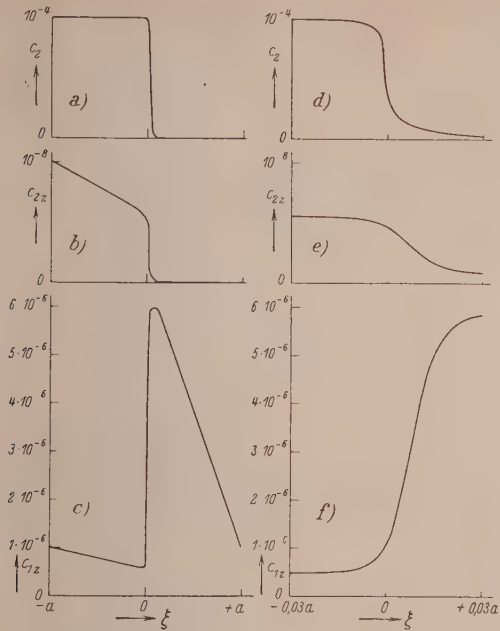 10⁻⁴
C₂
a)
0
10⁻⁸
C₂z
b)
0
6·10⁻⁶
5·10⁻⁶
4·10⁻⁶
3·10⁻⁶
2·10⁻⁶
c)
1·10⁻⁶
C₁z
0
-a
0
ξ
+a
10⁻⁴
C₂
d)
0
10⁻⁸
C₂z
e)
0
6·10⁻⁶
5·10⁻⁶
4·10⁻⁶
3·10⁻⁶
2·10⁻⁶
f)
C₁z
0
-0,03a
0
ξ
+0,03a